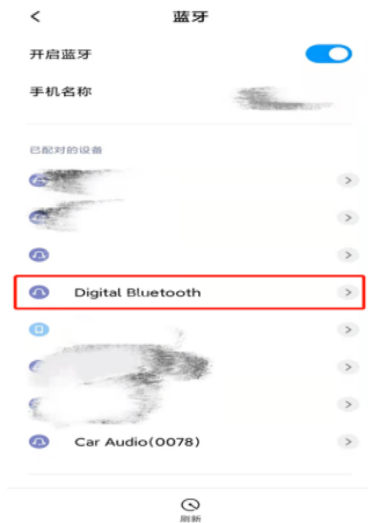 蓝牙
开启蓝牙
手机名称
已配对的设备
Digital Bluetooth
Car Audio(0078)
刷新